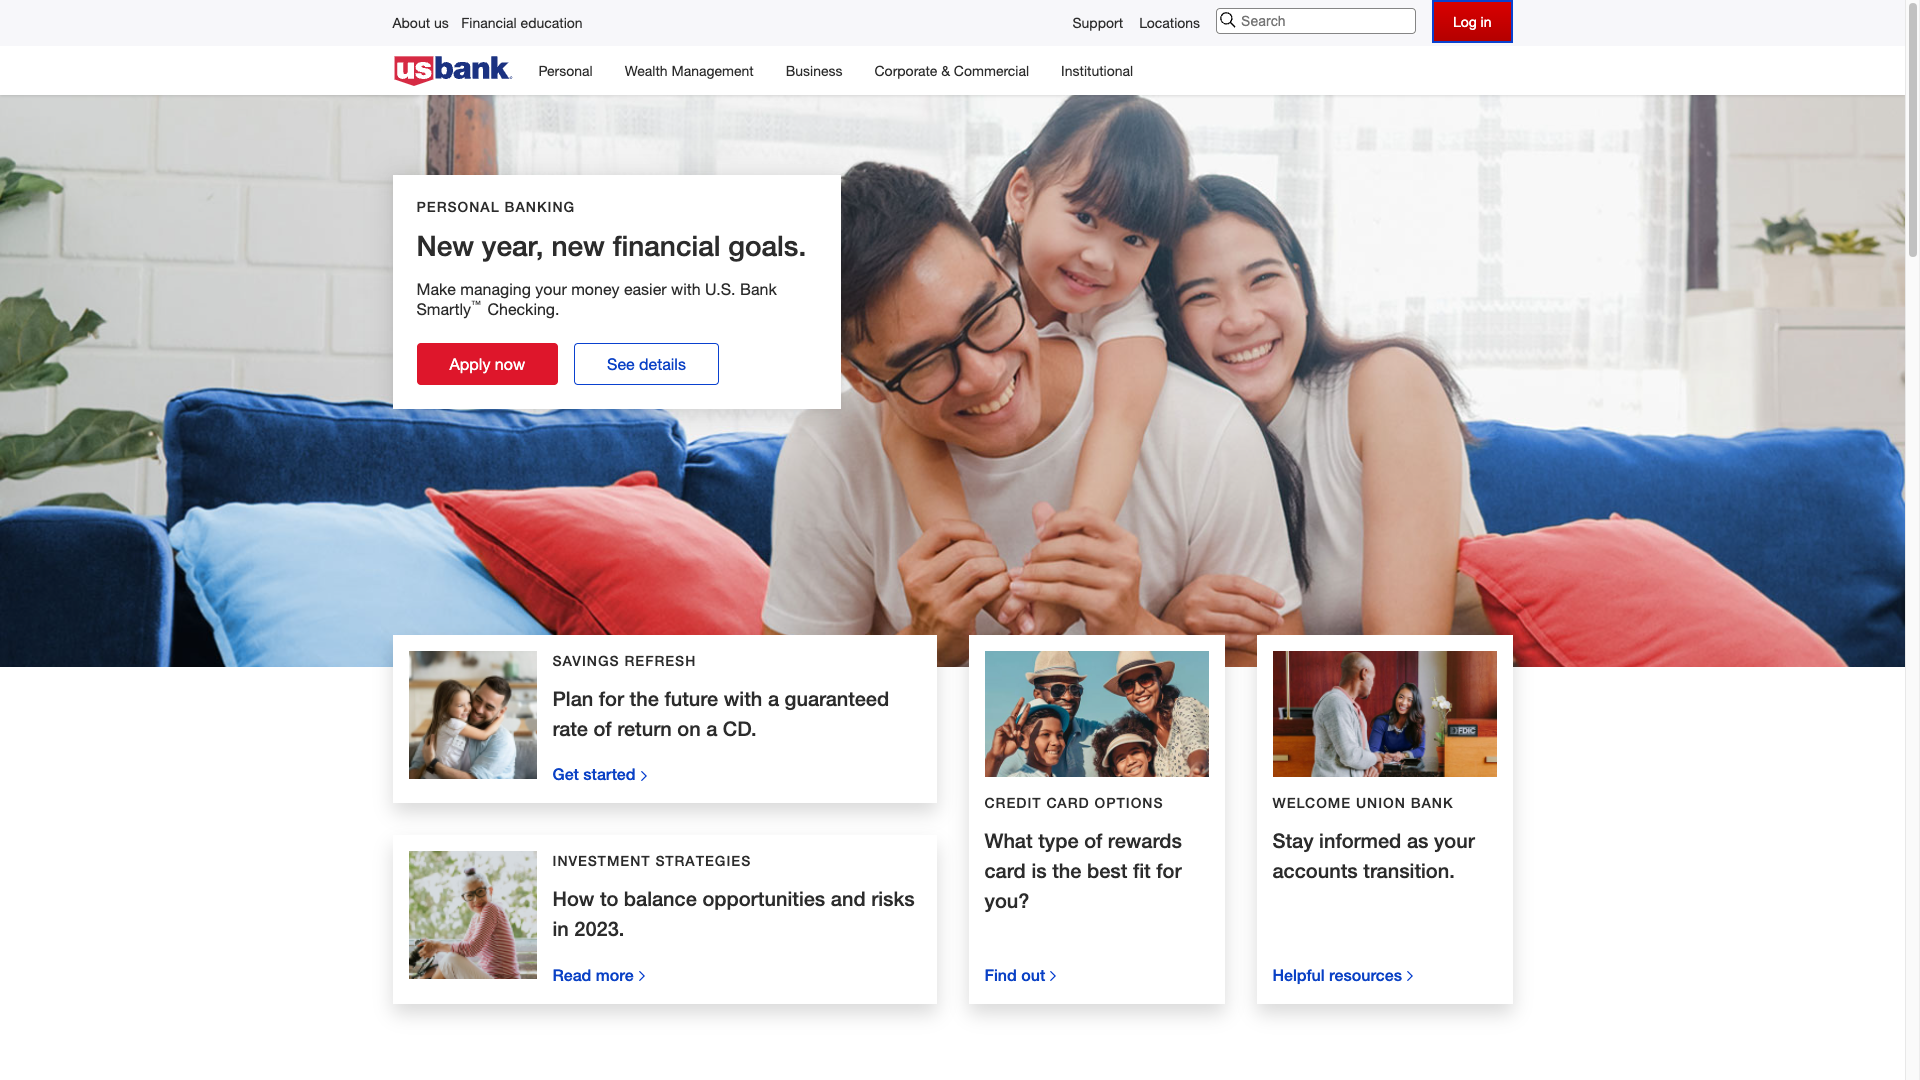 About us
Financial education
Support
Locations
Search
Log in
usbank
Personal
Wealth Management
Business
Corporate & Commercial
Institutional
PERSONAL BANKING
New year, new financial goals.
Make managing your money easier with U.S. Bank
Smartly™ Checking.
Apply now
See details
SAVINGS REFRESH
Plan for the future with a guaranteed
rate of return on a CD.
Get started
INVESTMENT STRATEGIES
How to balance opportunities and risks
in 2023.
Read more
CREDIT CARD OPTIONS
What type of rewards
card is the best fit for
you?
Find out
FDIC
WELCOME UNION BANK
Stay informed as your
accounts transition.
Helpful resources